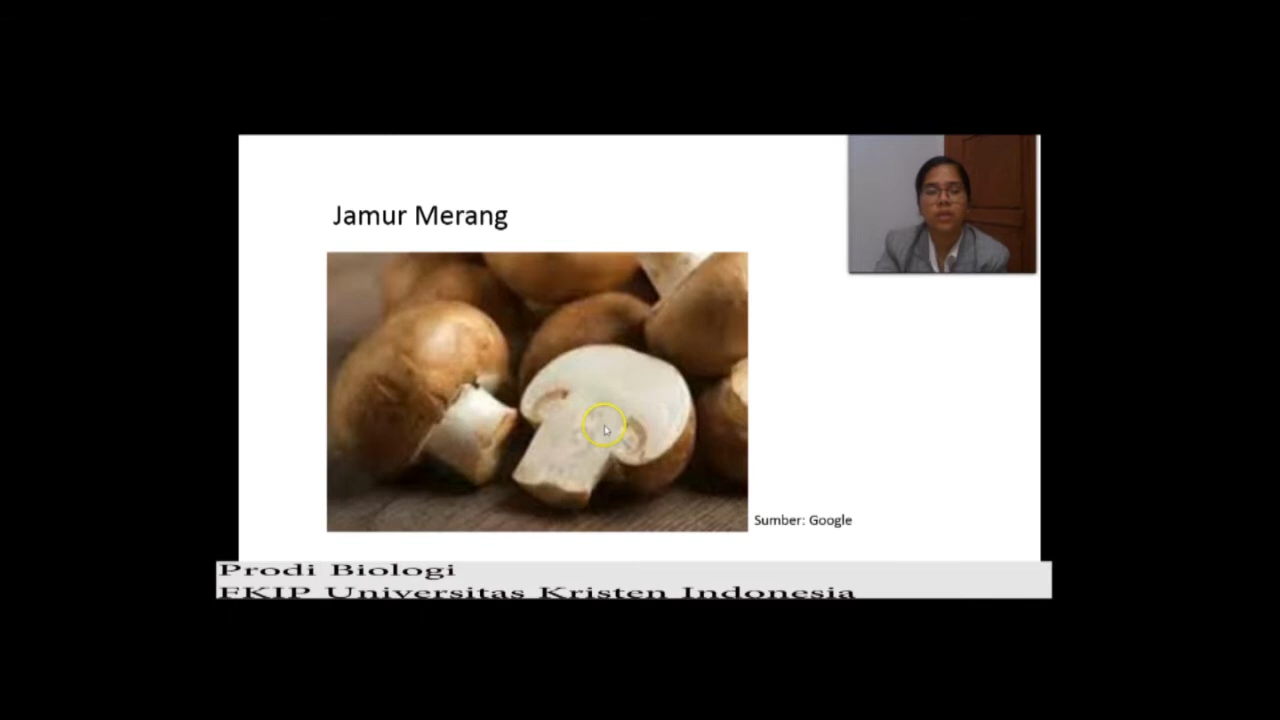 Jamur Merang
Sumber: Google
Prodi Biologi
FKIP Universitas Kristen Indonesia